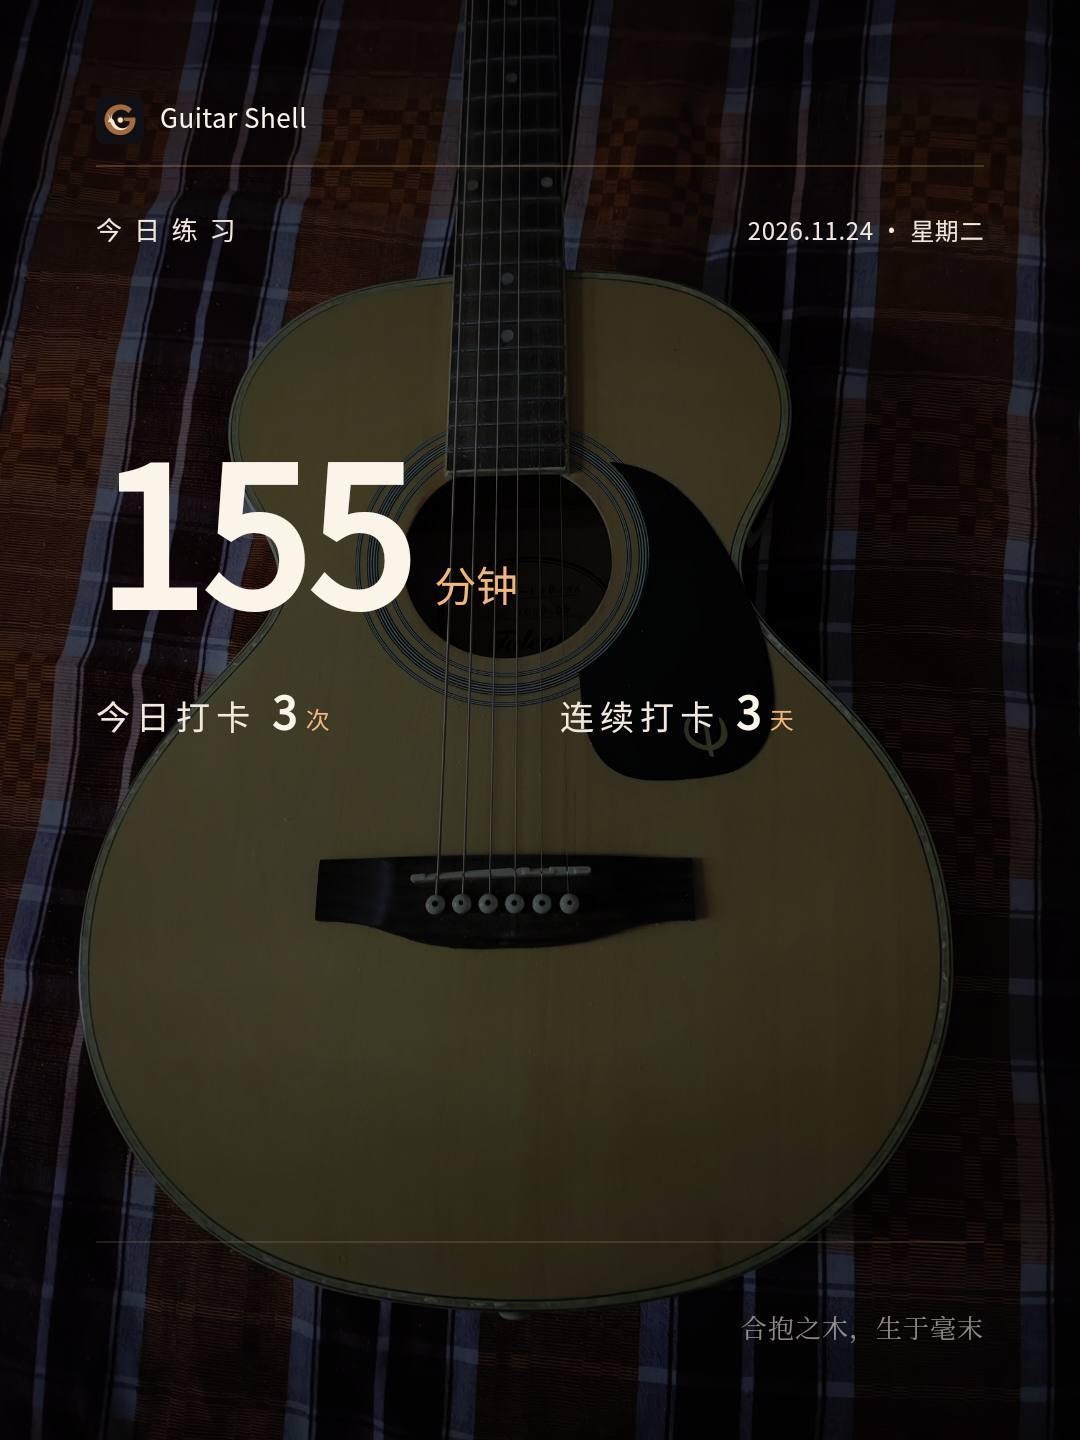 Guitar Shell
今日练习
2026.11.24 · 星期二
155 分钟
今日打卡 3 次
连续打卡 3 天
合抱之木，生于毫末